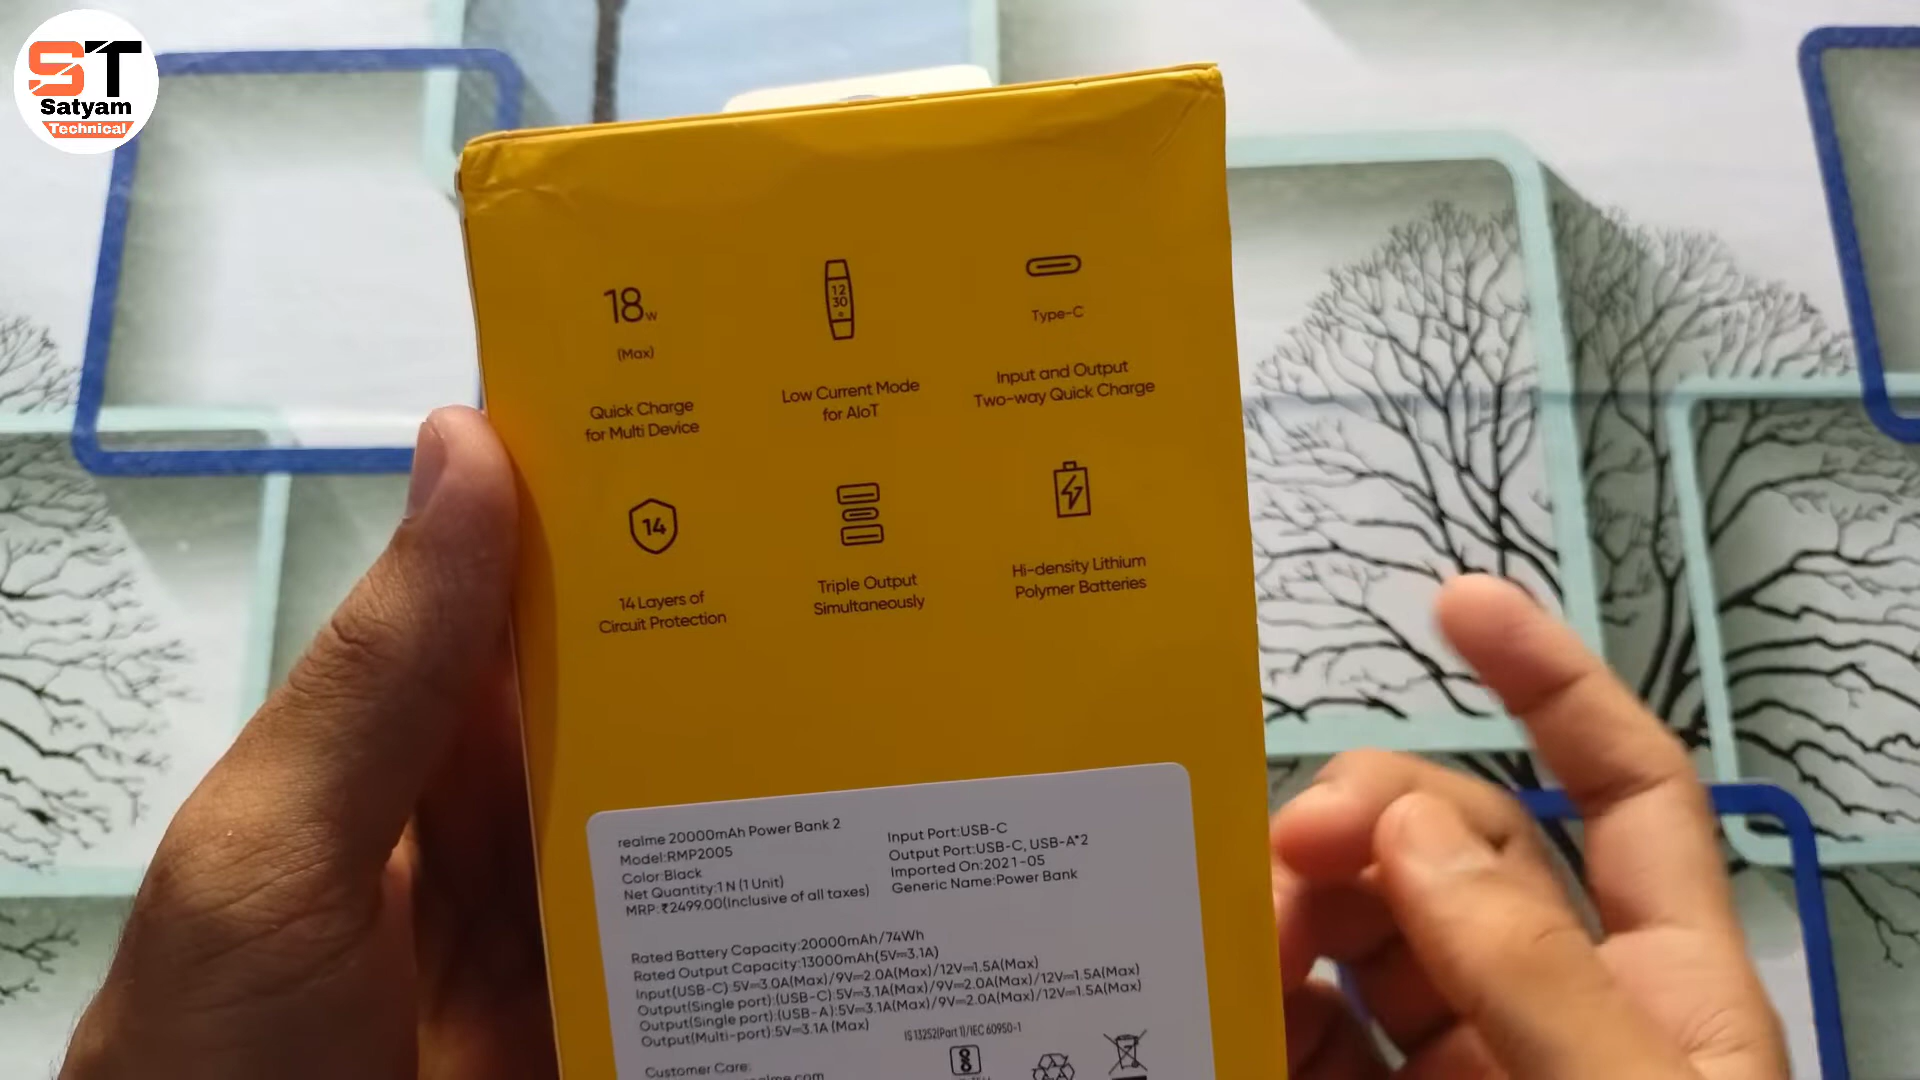 ST
Satyam
Technical
18w
(Max)
Quick Charge
for Multi Device
12
30
Low Current Mode
for AIoT
Type-C
Input and Output
Two-way Quick Charge
14
14 Layers of
Circuit Protection
Triple Output
Simultaneously
Hi-density Lithium
Polymer Batteries
realme 20000mAh Power Bank 2
Model:RMP2005
Color:Black
Net Quantity:1 N (1 Unit)
MRP:₹2499.00(Inclusive of all taxes)
Input Port:USB-C
Output Port:USB-C, USB-A*2
Imported On:2021-05
Generic Name:Power Bank
Rated Battery Capacity:20000mAh/74Wh
Rated Output Capacity:13000mAh(5V⎓3.1A)
Input(USB-C):5V⎓3.0A(Max)/9V⎓2.0A(Max)/12V⎓1.5A(Max)
Output(Single port):(USB-C):5V⎓3.1A(Max)/9V⎓2.0A(Max)/12V⎓1.5A(Max)
Output(Single port):(USB-A):5V⎓3.1A(Max)/9V⎓2.0A(Max)/12V⎓1.5A(Max)
Output(Multi-port):5V⎓3.1A (Max)
IS 13252(Part 1)/IEC 60950-1
Customer Care: